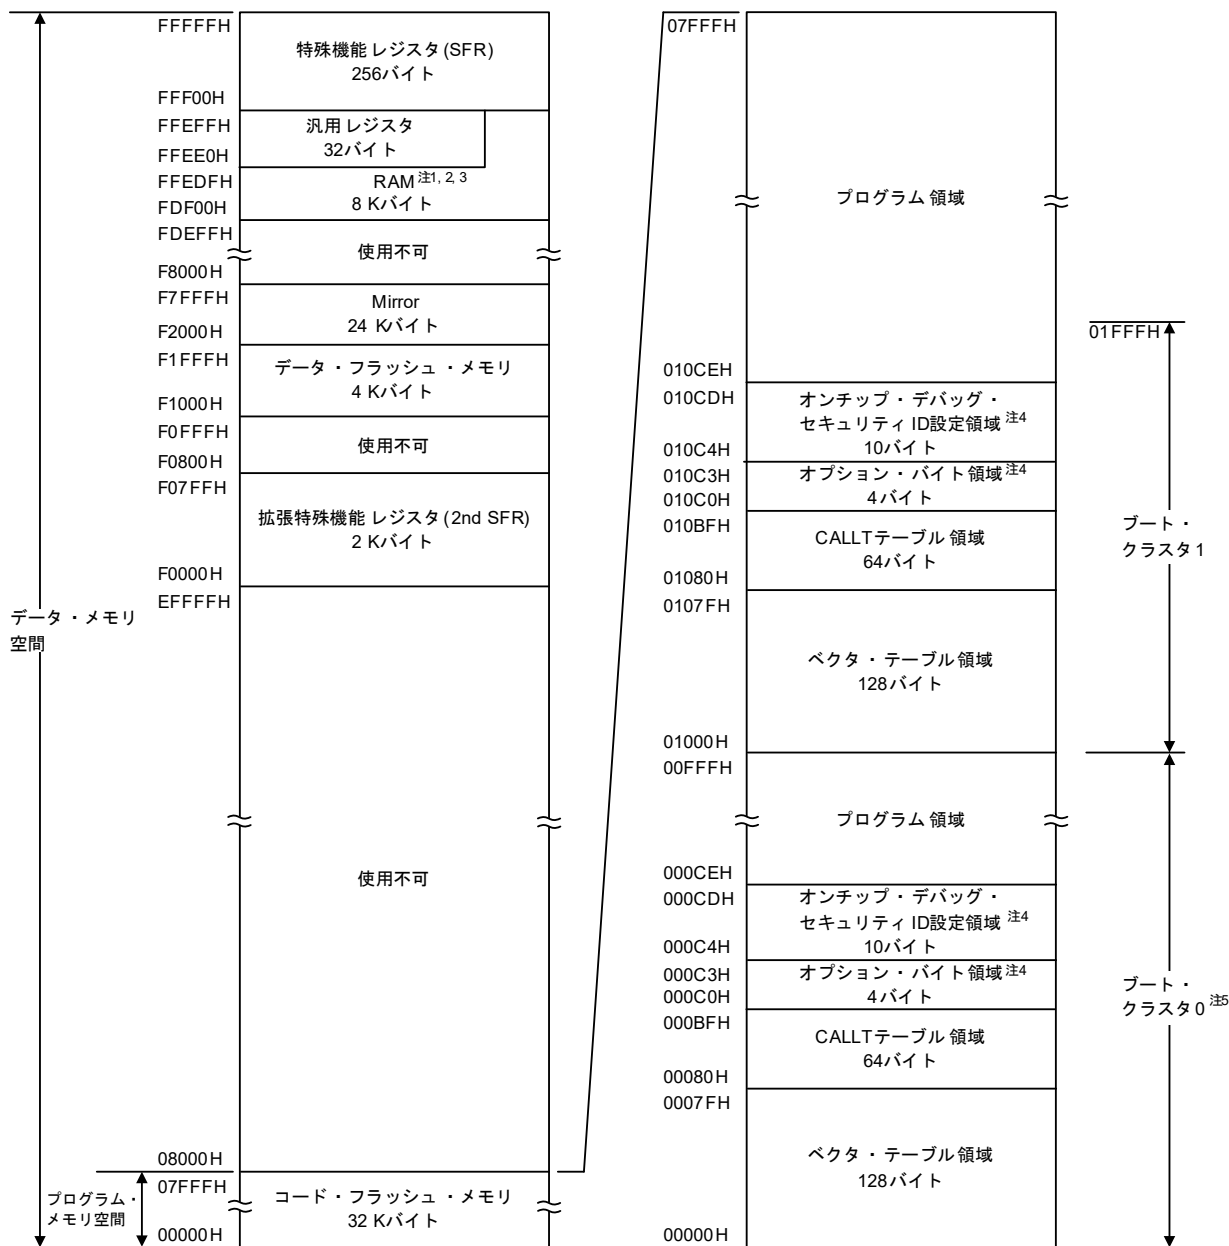 FFFFFH
特殊機能レジスタ(SFR)
256バイト
FFF00H
FFEFFH
汎用レジスタ
32バイト
FFEE0H
FFEDFH
RAM 注1, 2, 3
8 Kバイト
FDF00H
FDEFFH
使用不可
F8000H
F7FFFH
Mirror
24 Kバイト
F2000H
F1FFFH
データ・フラッシュ・メモリ
4 Kバイト
F1000H
F0FFFH
使用不可
F0800H
F07FFH
拡張特殊機能レジスタ(2nd SFR)
2 Kバイト
F0000H
EFFFFH
データ・メモリ
空間
使用不可
08000H
07FFFH
コード・フラッシュ・メモリ
32 Kバイト
プログラム・
メモリ空間
00000H
07FFFH
プログラム領域
01FFFH
010CEH
010CDH
オンチップ・デバッグ・
セキュリティID設定領域 注4
10バイト
010C4H
010C3H
オプション・バイト領域 注4
4バイト
010C0H
010BFH
CALLTテーブル領域
64バイト
01080H
0107FH
ブート・
クラスタ1
ベクタ・テーブル領域
128バイト
01000H
00FFFH
プログラム領域
000CEH
000CDH
オンチップ・デバッグ・
セキュリティID設定領域 注4
10バイト
000C4H
000C3H
オプション・バイト領域 注4
4バイト
000C0H
000BFH
ブート・
クラスタ0 注5
CALLTテーブル領域
64バイト
00080H
0007FH
ベクタ・テーブル領域
128バイト
00000H